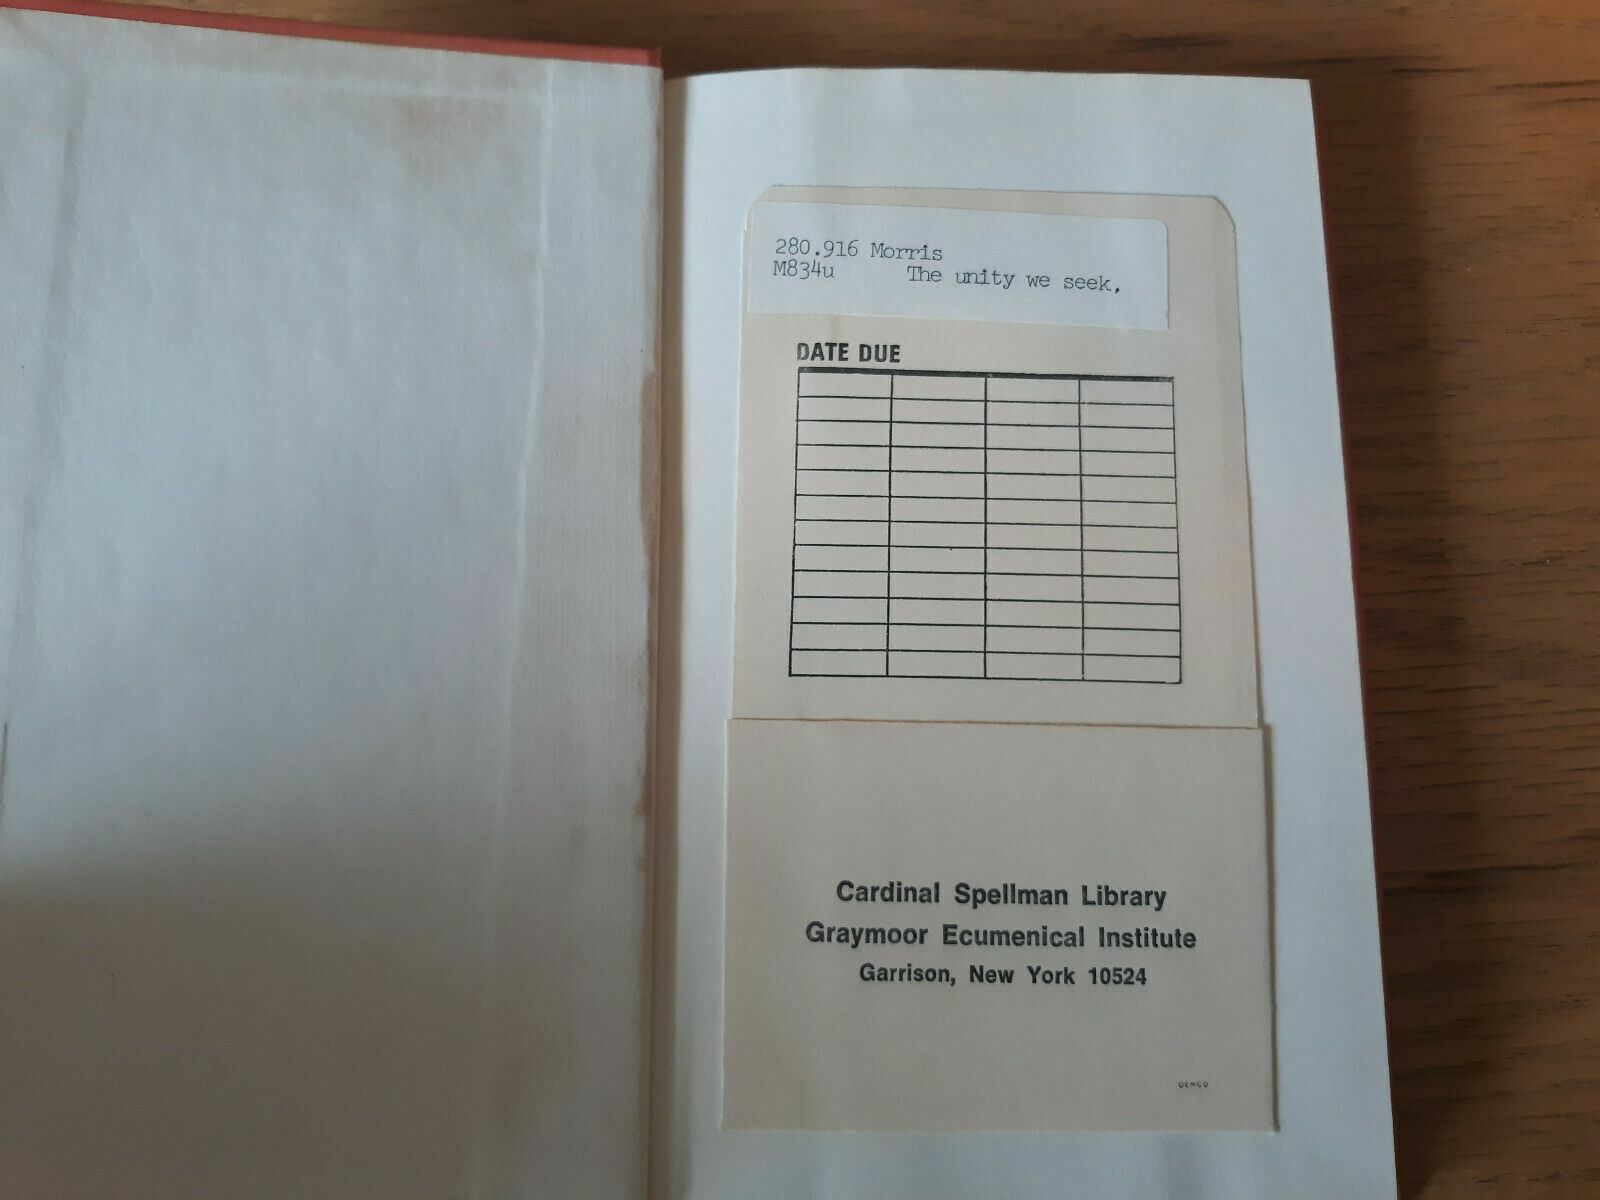 280.916 Morris
M834u The unity we seek.
DATE DUE
Cardinal Spellman Library
Graymoor Ecumenical Institute
Garrison, New York 10524
DEMCO